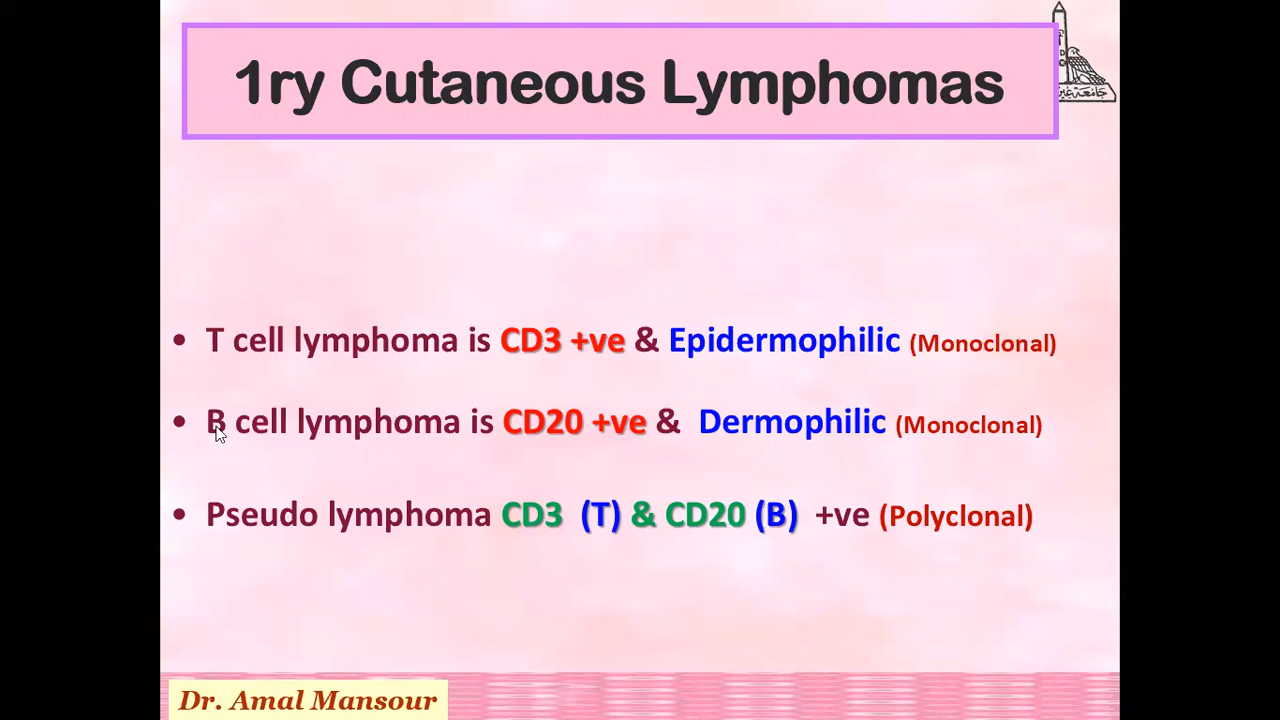 1ry Cutaneous Lymphomas
• T cell lymphoma is CD3 +ve & Epidermophilic (Monoclonal)
• B cell lymphoma is CD20 +ve & Dermophilic (Monoclonal)
• Pseudo lymphoma CD3 (T) & CD20 (B) +ve (Polyclonal)
Dr. Amal Mansour